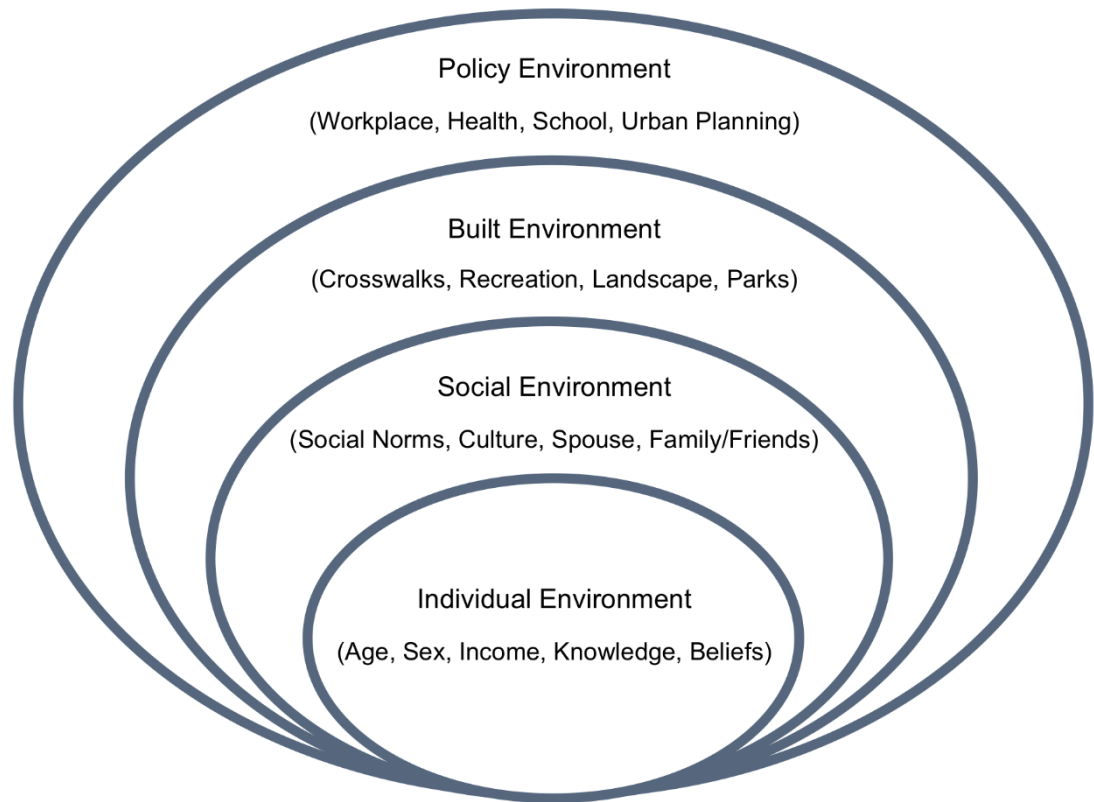 Policy Environment
(Workplace, Health, School, Urban Planning)
Built Environment
(Crosswalks, Recreation, Landscape, Parks)
Social Environment
(Social Norms, Culture, Spouse, Family/Friends)
Individual Environment
(Age, Sex, Income, Knowledge, Beliefs)